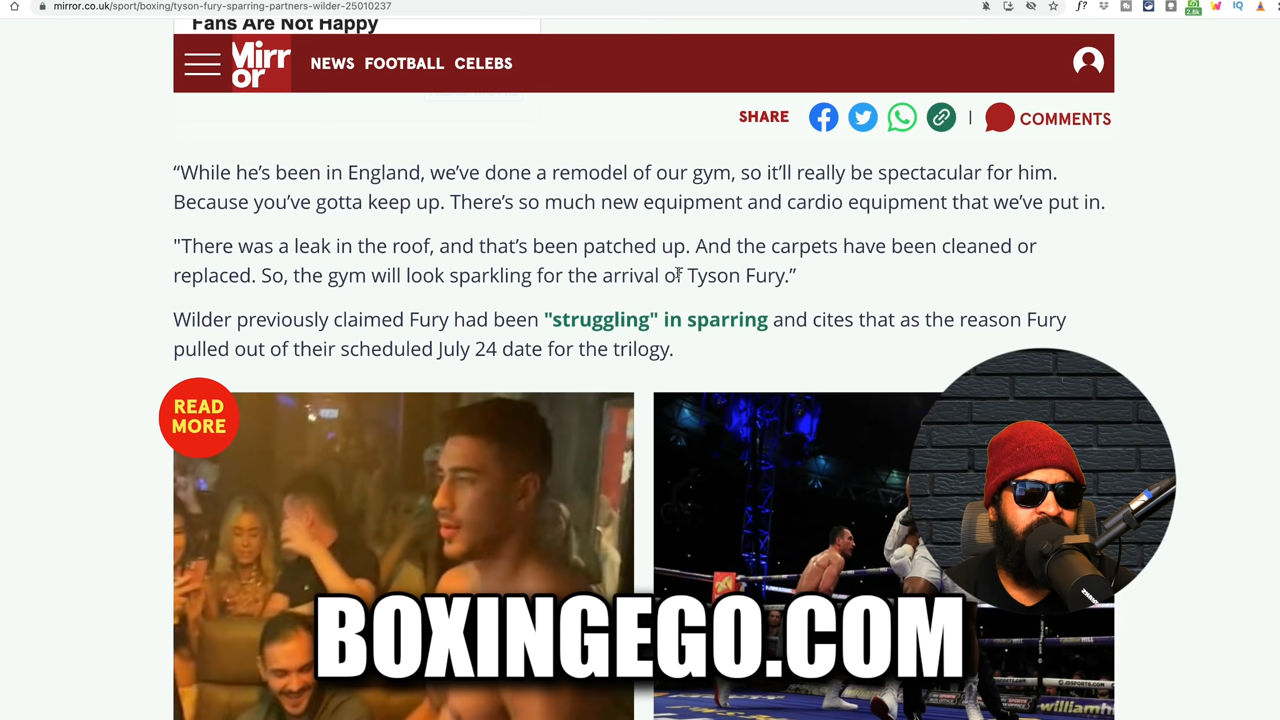 mirror.co.uk/sport/boxing/tyson-fury-sparring-partners-wilder-25010237
2.8k
IQ
Fans Are Not Happy
Mirr
or
NEWS FOOTBALL CELEBS
SHARE | COMMENTS
“While he’s been in England, we’ve done a remodel of our gym, so it’ll really be spectacular for him.
Because you’ve gotta keep up. There’s so much new equipment and cardio equipment that we’ve put in.
"There was a leak in the roof, and that’s been patched up. And the carpets have been cleaned or
replaced. So, the gym will look sparkling for the arrival of Tyson Fury.”
Wilder previously claimed Fury had been "struggling" in sparring and cites that as the reason Fury
pulled out of their scheduled July 24 date for the trilogy.
READ
MORE
BOXINGEGO.COM